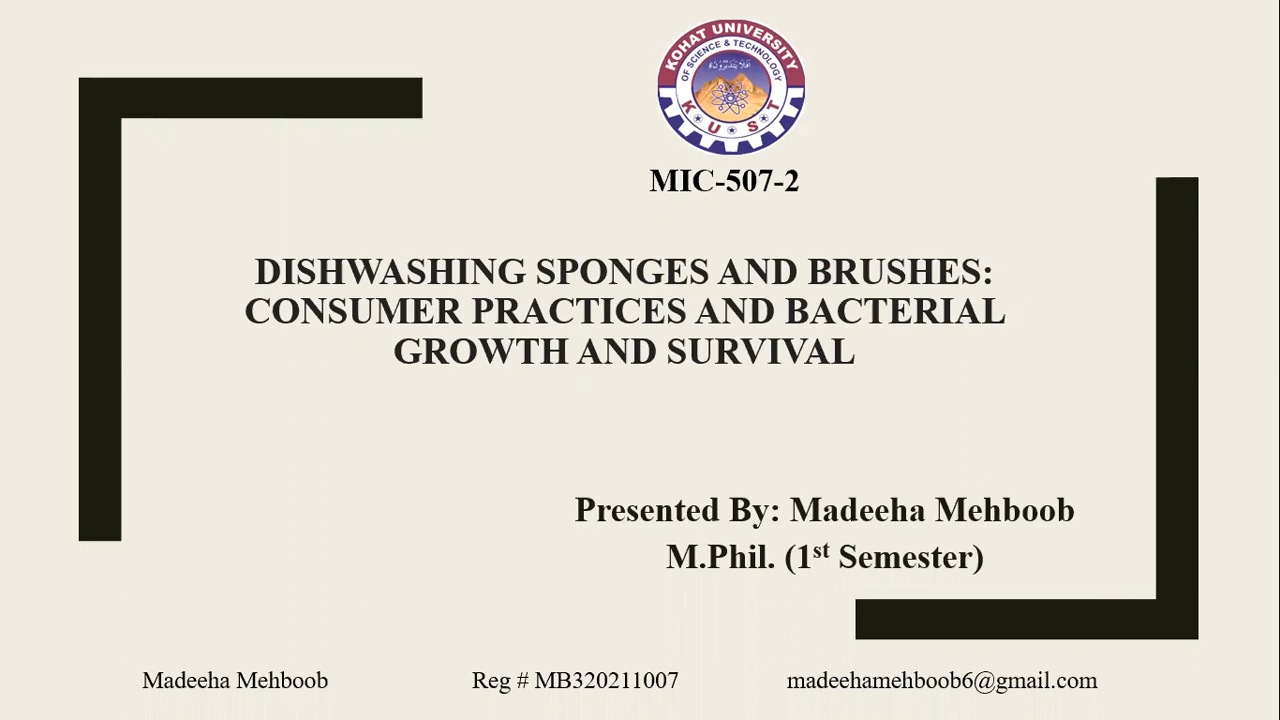 KOHAT UNIVERSITY
OF SCIENCE & TECHNOLOGY
K U S T
MIC-507-2
DISHWASHING SPONGES AND BRUSHES:
CONSUMER PRACTICES AND BACTERIAL
GROWTH AND SURVIVAL
Presented By: Madeeha Mehboob
M.Phil. (1st Semester)
Madeeha Mehboob Reg # MB320211007 madeehamehboob6@gmail.com